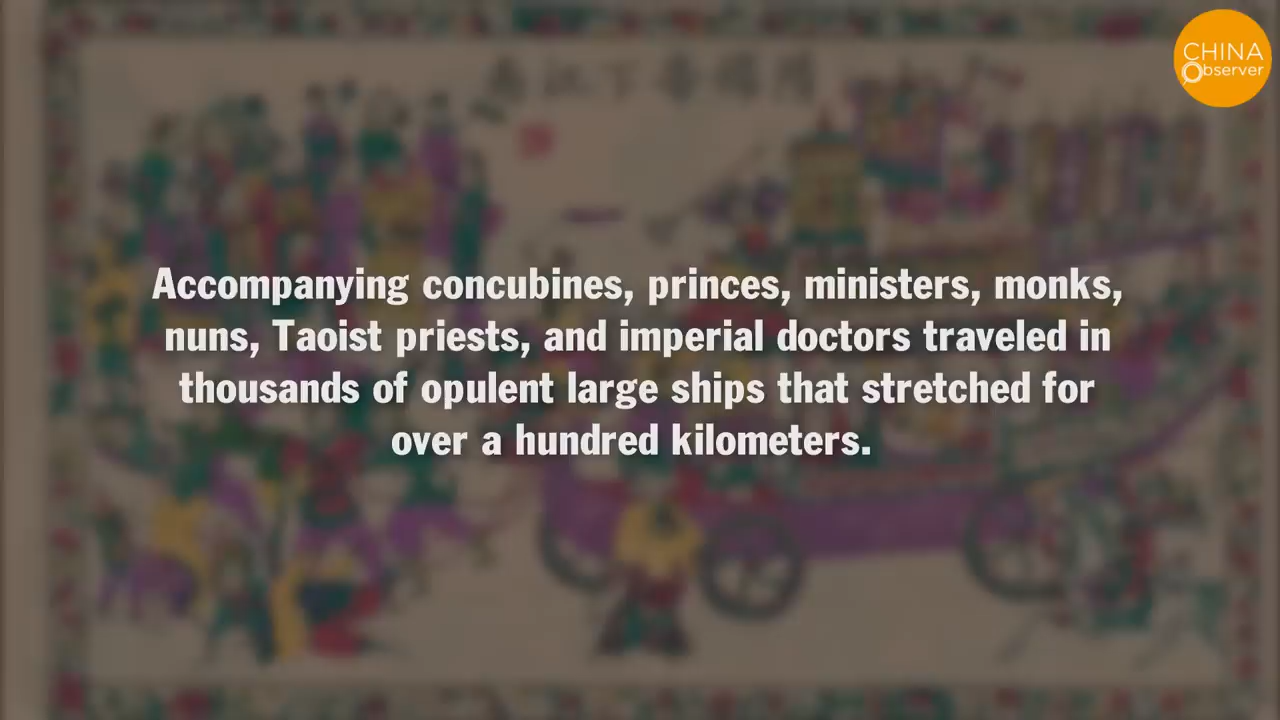 CHINA
Observer
Accompanying concubines, princes, ministers, monks,
nuns, Taoist priests, and imperial doctors traveled in
thousands of opulent large ships that stretched for
over a hundred kilometers.